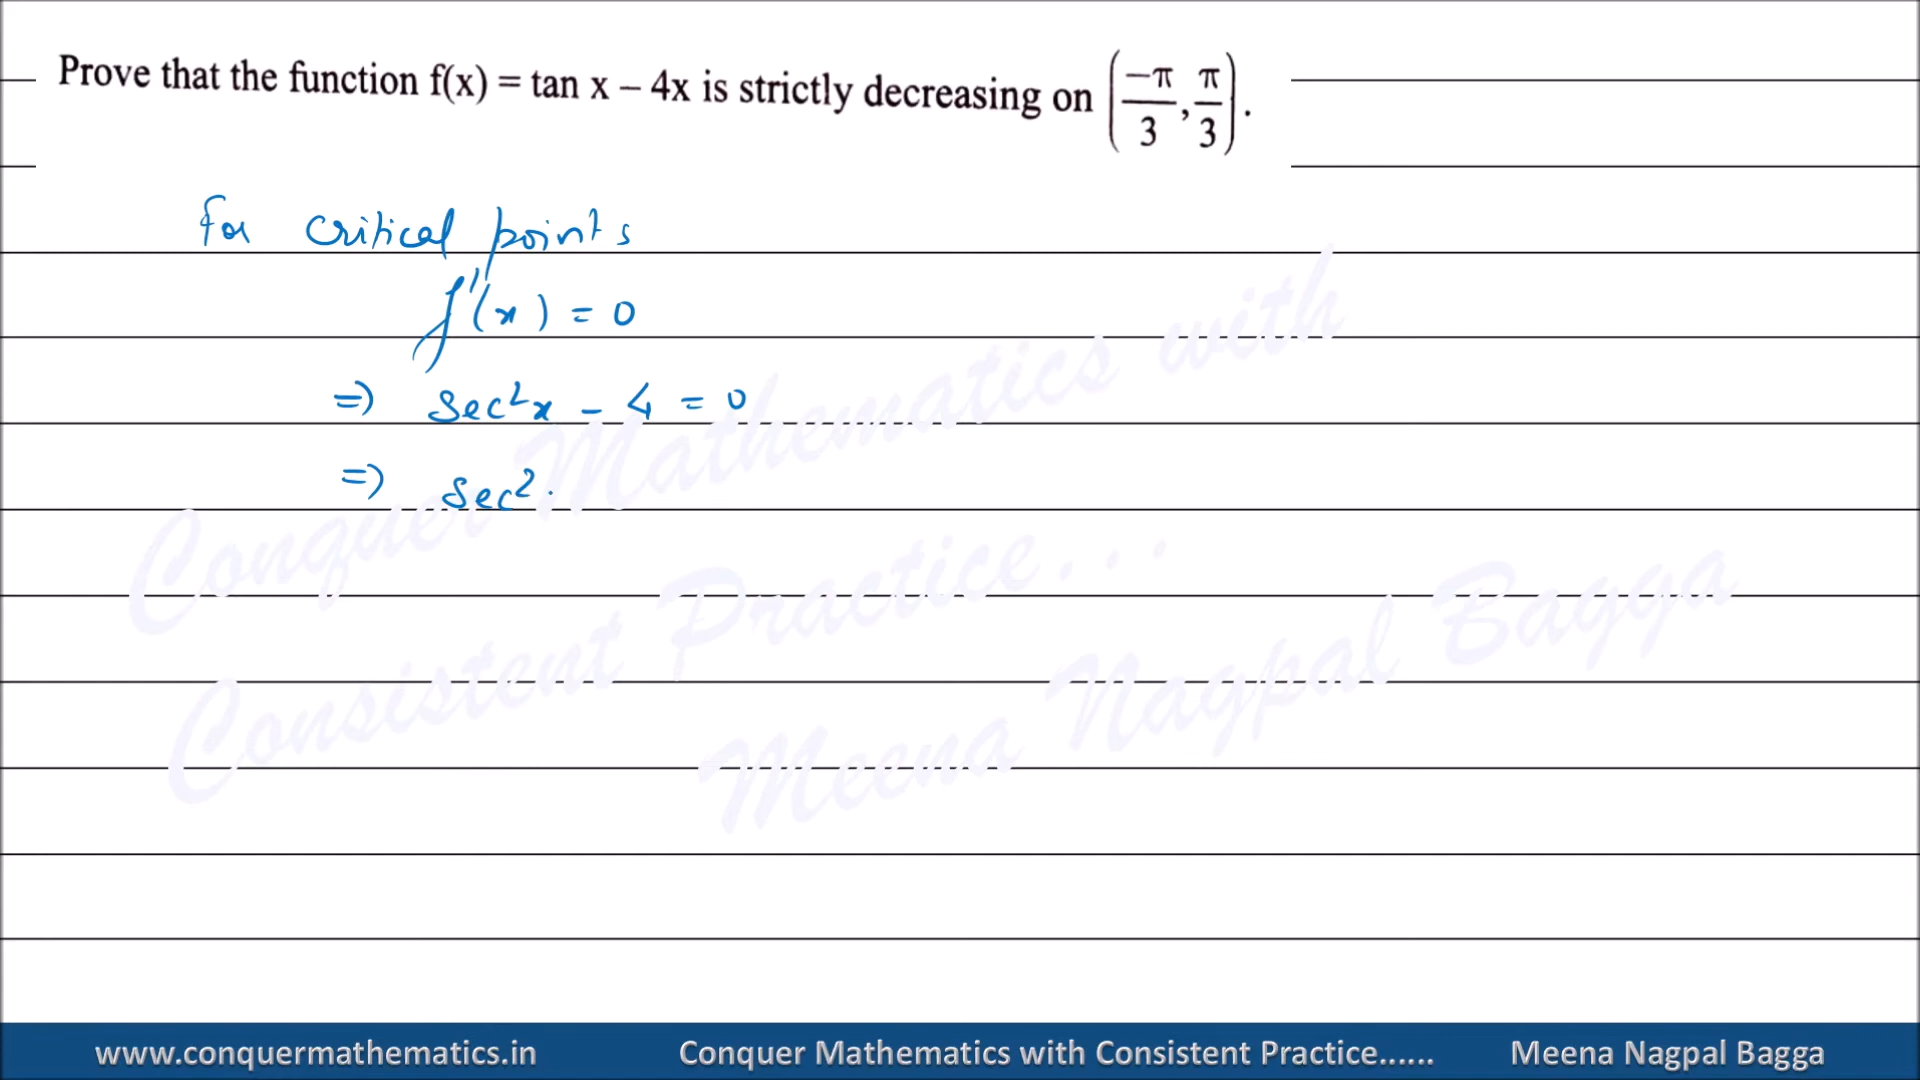 Prove that the function f(x) = tan x – 4x is strictly decreasing on (−π/3, π/3).
For critical points
f'(x) = 0
=) Sec²x - 4 = 0
=) Sec².
Conquer Mathematics with
Consistent Practice...
Meena Nagpal Bagga
www.conquermathematics.in Conquer Mathematics with Consistent Practice...... Meena Nagpal Bagga